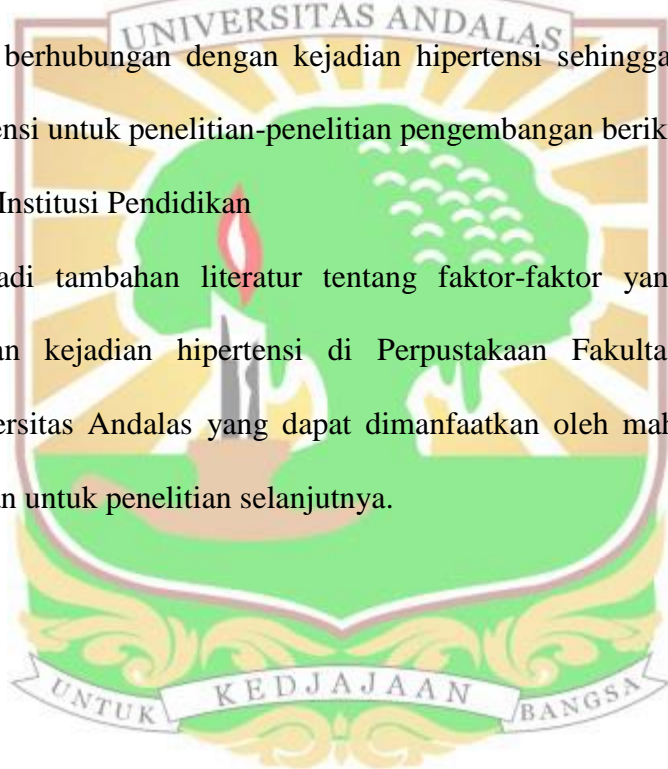 UNIVERSITAS ANDALAS
berhubungan dengan kejadian hipertensi sehingga
ensi untuk penelitian-penelitian pengembangan berik
Institusi Pendidikan
adi tambahan literatur tentang faktor-faktor yan
an kejadian hipertensi di Perpustakaan Fakulta
ersitas Andalas yang dapat dimanfaatkan oleh mah
an untuk penelitian selanjutnya.
UNTUK KEDJAJAAN BANGSA